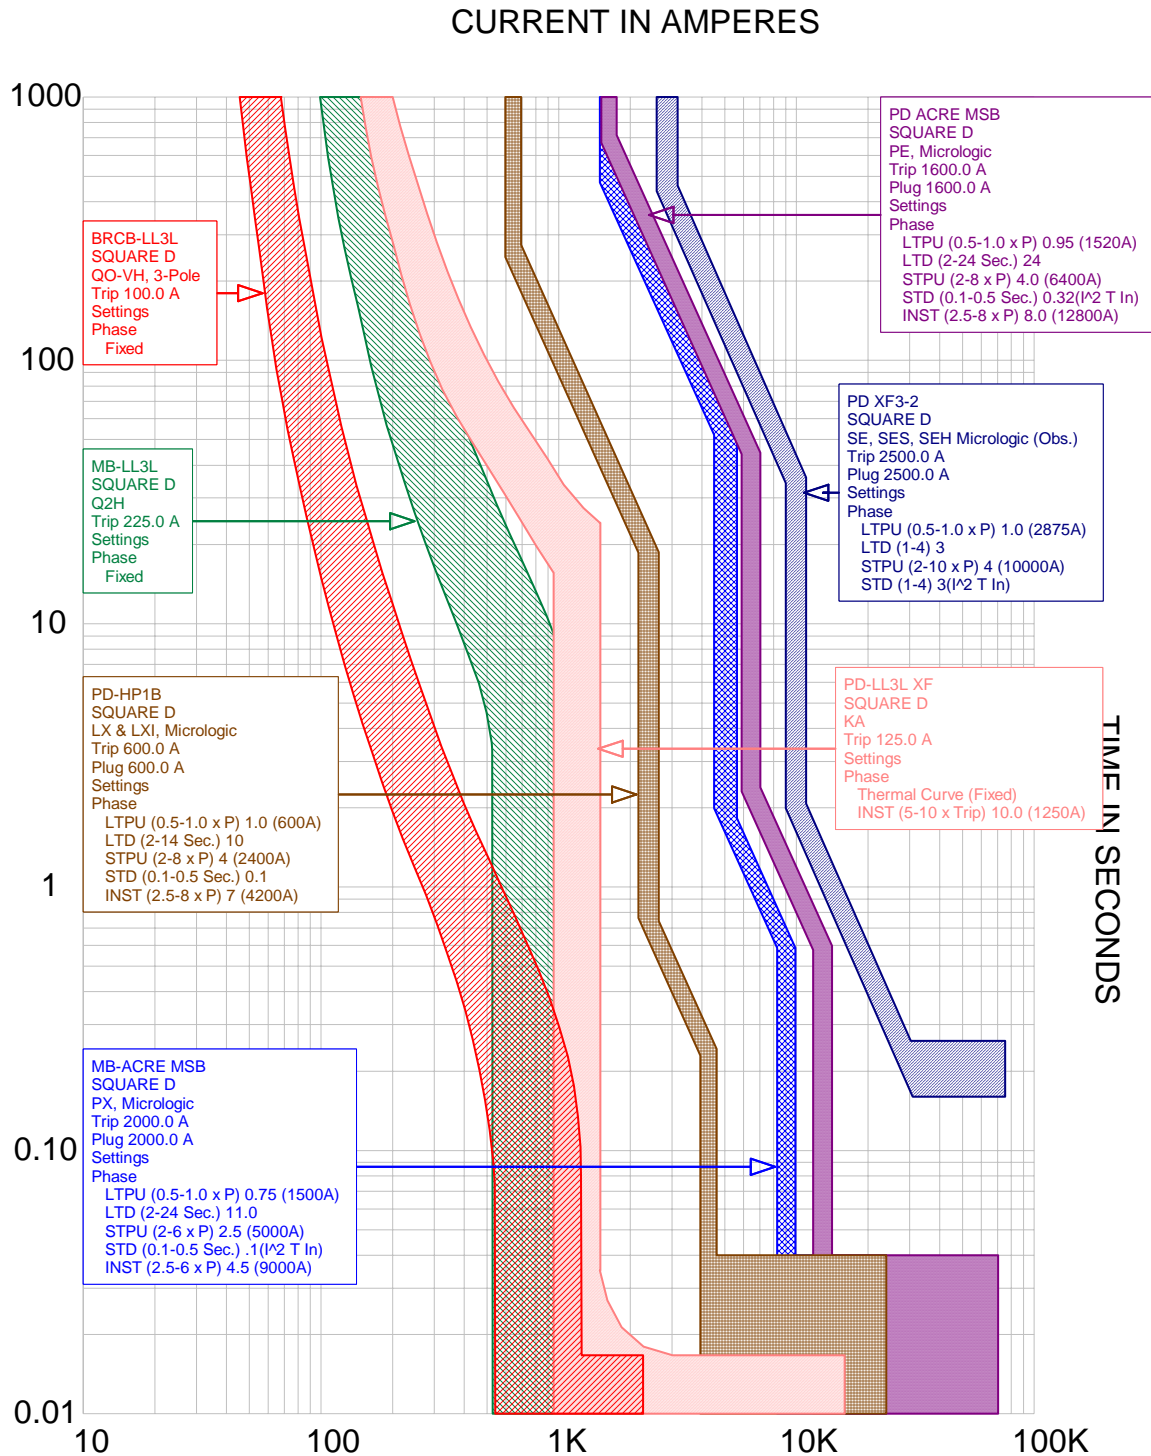 CURRENT IN AMPERES
1000
100
10
1
0.10
0.01
10
100
1K
10K
100K
TIME IN SECONDS
PD ACRE MSB
SQUARE D
PE, Micrologic
Trip 1600.0 A
Plug 1600.0 A
Settings
Phase
LTPU (0.5-1.0 x P) 0.95 (1520A)
LTD (2-24 Sec.) 24
STPU (2-8 x P) 4.0 (6400A)
STD (0.1-0.5 Sec.) 0.32(I^2 T In)
INST (2.5-8 x P) 8.0 (12800A)
BRCB-LL3L
SQUARE D
QO-VH, 3-Pole
Trip 100.0 A
Settings
Phase
Fixed
PD XF3-2
SQUARE D
SE, SES, SEH Micrologic (Obs.)
Trip 2500.0 A
Plug 2500.0 A
Settings
Phase
LTPU (0.5-1.0 x P) 1.0 (2875A)
LTD (1-4) 3
STPU (2-10 x P) 4 (10000A)
STD (1-4) 3(I^2 T In)
MB-LL3L
SQUARE D
Q2H
Trip 225.0 A
Settings
Phase
Fixed
PD-LL3L XF
SQUARE D
KA
Trip 125.0 A
Settings
Phase
Thermal Curve (Fixed)
INST (5-10 x Trip) 10.0 (1250A)
PD-HP1B
SQUARE D
LX & LXI, Micrologic
Trip 600.0 A
Plug 600.0 A
Settings
Phase
LTPU (0.5-1.0 x P) 1.0 (600A)
LTD (2-14 Sec.) 10
STPU (2-8 x P) 4 (2400A)
STD (0.1-0.5 Sec.) 0.1
INST (2.5-8 x P) 7 (4200A)
MB-ACRE MSB
SQUARE D
PX, Micrologic
Trip 2000.0 A
Plug 2000.0 A
Settings
Phase
LTPU (0.5-1.0 x P) 0.75 (1500A)
LTD (2-24 Sec.) 11.0
STPU (2-6 x P) 2.5 (5000A)
STD (0.1-0.5 Sec.) .1(I^2 T In)
INST (2.5-6 x P) 4.5 (9000A)